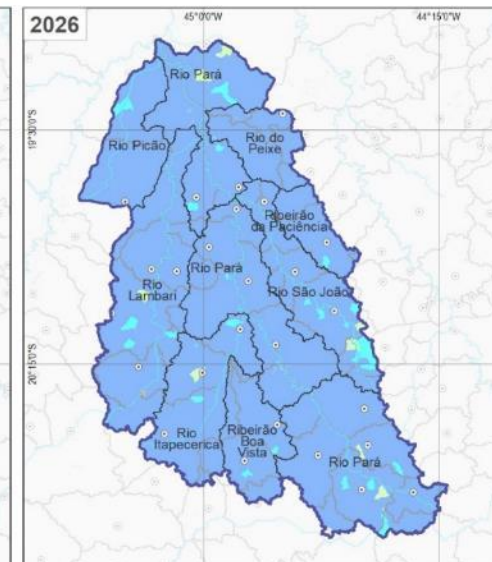 2026
45°0'0"W
44°15'0"W
Rio Pará
19°30'0"S
Rio do
Peixe
Rio Picão
Ribeirão
da Paciência
Rio Pará
Rio
Lambari
Rio São João
20°15'0"S
Rio
Itapecerica
Ribeirão
Boa
Vista
Rio Pará